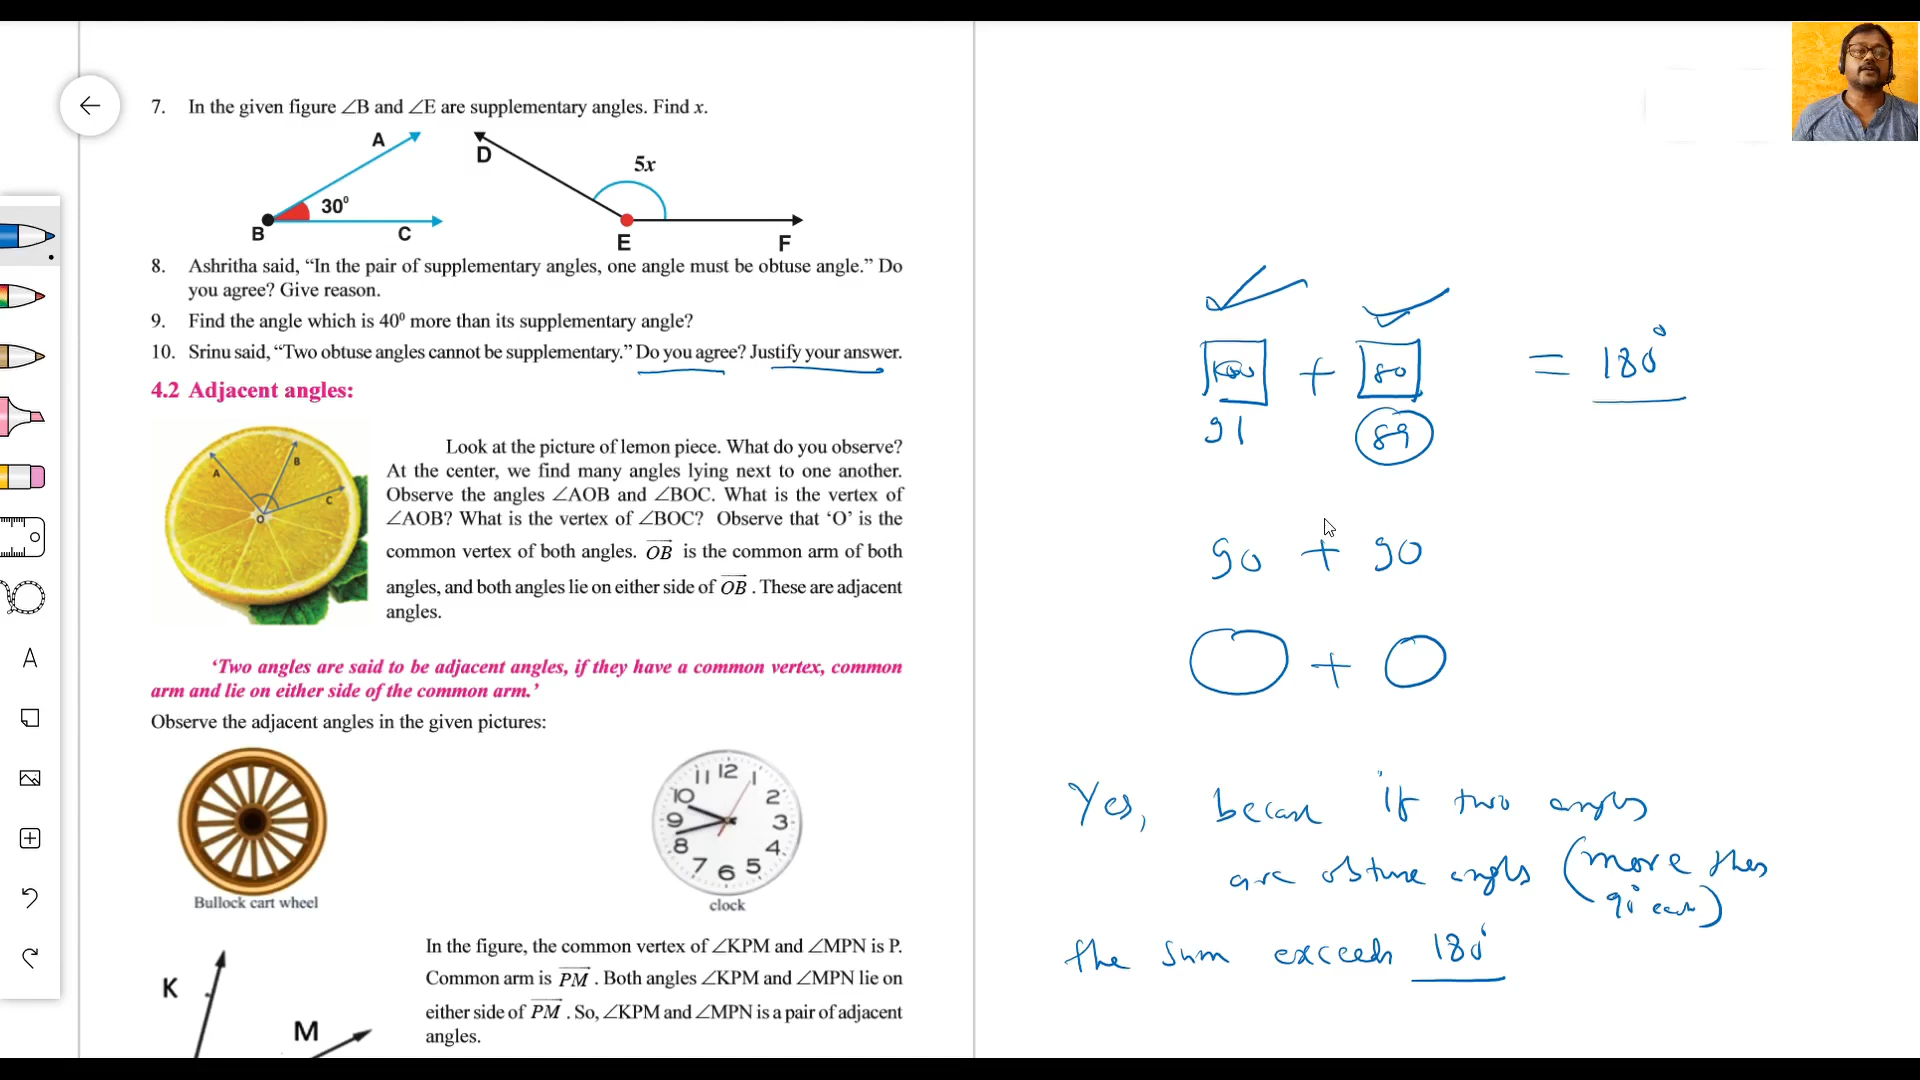 7. In the given figure ∠B and ∠E are supplementary angles. Find x.
A
D
5x
30⁰
B
C
E
F
8. Ashritha said, “In the pair of supplementary angles, one angle must be obtuse angle.” Do
you agree? Give reason.
9. Find the angle which is 40⁰ more than its supplementary angle?
10. Srinu said, “Two obtuse angles cannot be supplementary.” Do you agree? Justify your answer.
4.2 Adjacent angles:
A
B
C
O
Look at the picture of lemon piece. What do you observe?
At the center, we find many angles lying next to one another.
Observe the angles ∠AOB and ∠BOC. What is the vertex of
∠AOB? What is the vertex of ∠BOC? Observe that ‘O’ is the
common vertex of both angles. OB is the common arm of both
angles, and both angles lie on either side of OB . These are adjacent
angles.
‘Two angles are said to be adjacent angles, if they have a common vertex, common
arm and lie on either side of the common arm.’
Observe the adjacent angles in the given pictures:
11 12 1
10 2
9 3
8 4
7 6 5
Bullock cart wheel
clock
In the figure, the common vertex of ∠KPM and ∠MPN is P.
Common arm is PM . Both angles ∠KPM and ∠MPN lie on
either side of PM . So, ∠KPM and ∠MPN is a pair of adjacent
angles.
K
M
A
+ 80 = 180°
91 89
90 + 90
+
Yes, because if two angles
are obtuse angles (more than
90° each)
the sum exceeds 180°